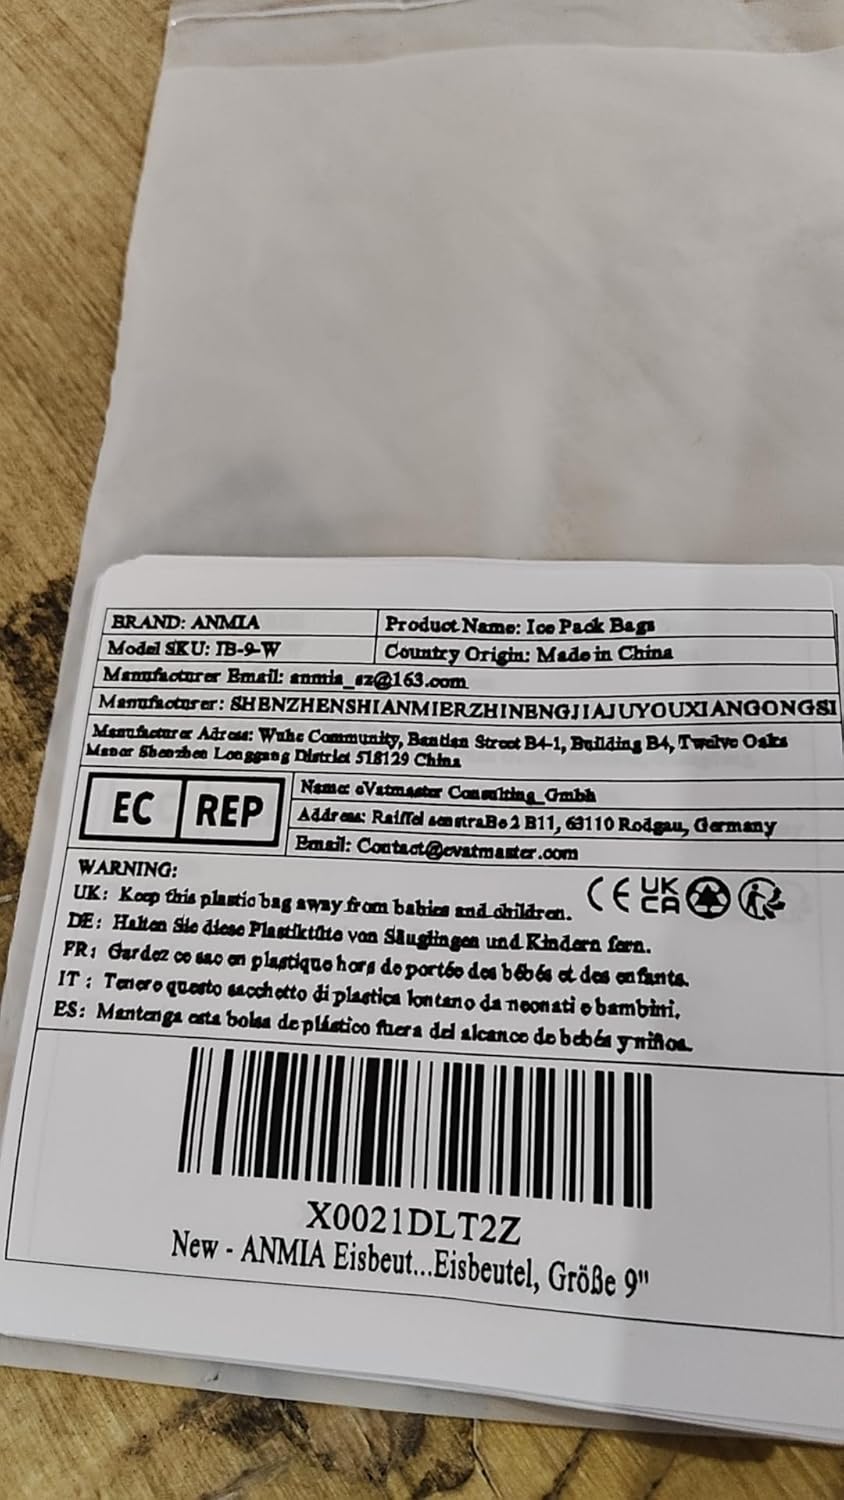 BRAND: ANMIA
Product Name: Ice Pack Bags
Model SKU: IB-9-W
Country Origin: Made in China
Manufacturer Email: anmia_sz@163.com
Manufacturer: SHENZHENSHIANMIERZHINENGJIAJUYOUXIANGONGSI
Manufacturer Adress: Wuhe Community, Bantian Street B4-1, Building B4, Twelve Oaks
Manor Shenzhen Longgang District 518129 China
EC REP
Name: eVatmaster Consulting_Gmbh
Address: RaiffeisenstraBe 2 B11, 63110 Rodgau, Germany
Email: Contact@evatmaster.com
WARNING:
CE UK CA
UK: Keep this plastic bag away from babies and children.
DE: Halten Sie diese Plastiktüte von Säuglingen und Kindern fern.
FR: Gardez ce sac en plastique hors de portée des bébés et des enfants.
IT : Tenere questo sacchetto di plastica lontano da neonati e bambini.
ES: Mantenga esta bolsa de plástico fuera del alcance de bebés y niños.
X0021DLT2Z
New - ANMIA Eisbeut...Eisbeutel, Größe 9"